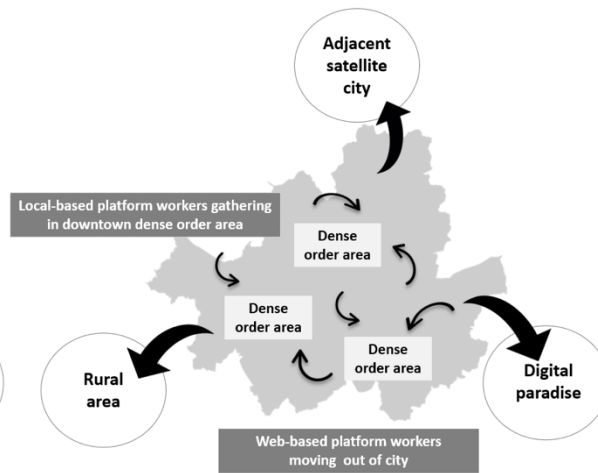 Adjacent
satellite
city
Local-based platform workers gathering
in downtown dense order area
Dense
order area
Dense
order area
Dense
order area
Rural
area
Digital
paradise
Web-based platform workers
moving out of city